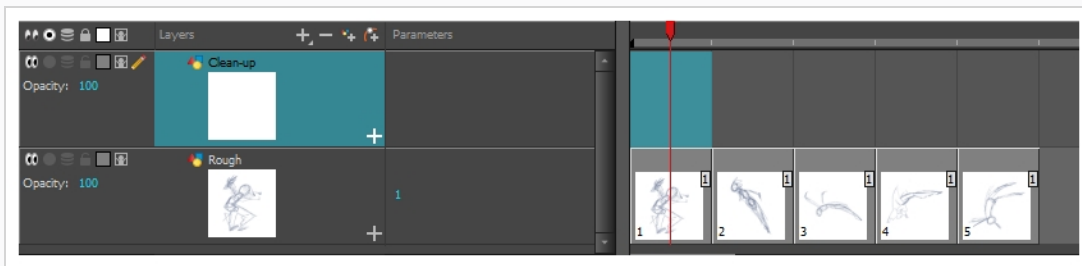 Layers Parameters
Clean-up
Opacity: 100
Rough
Opacity: 100
1
1 1 1 1 1
1 2 3 4 5